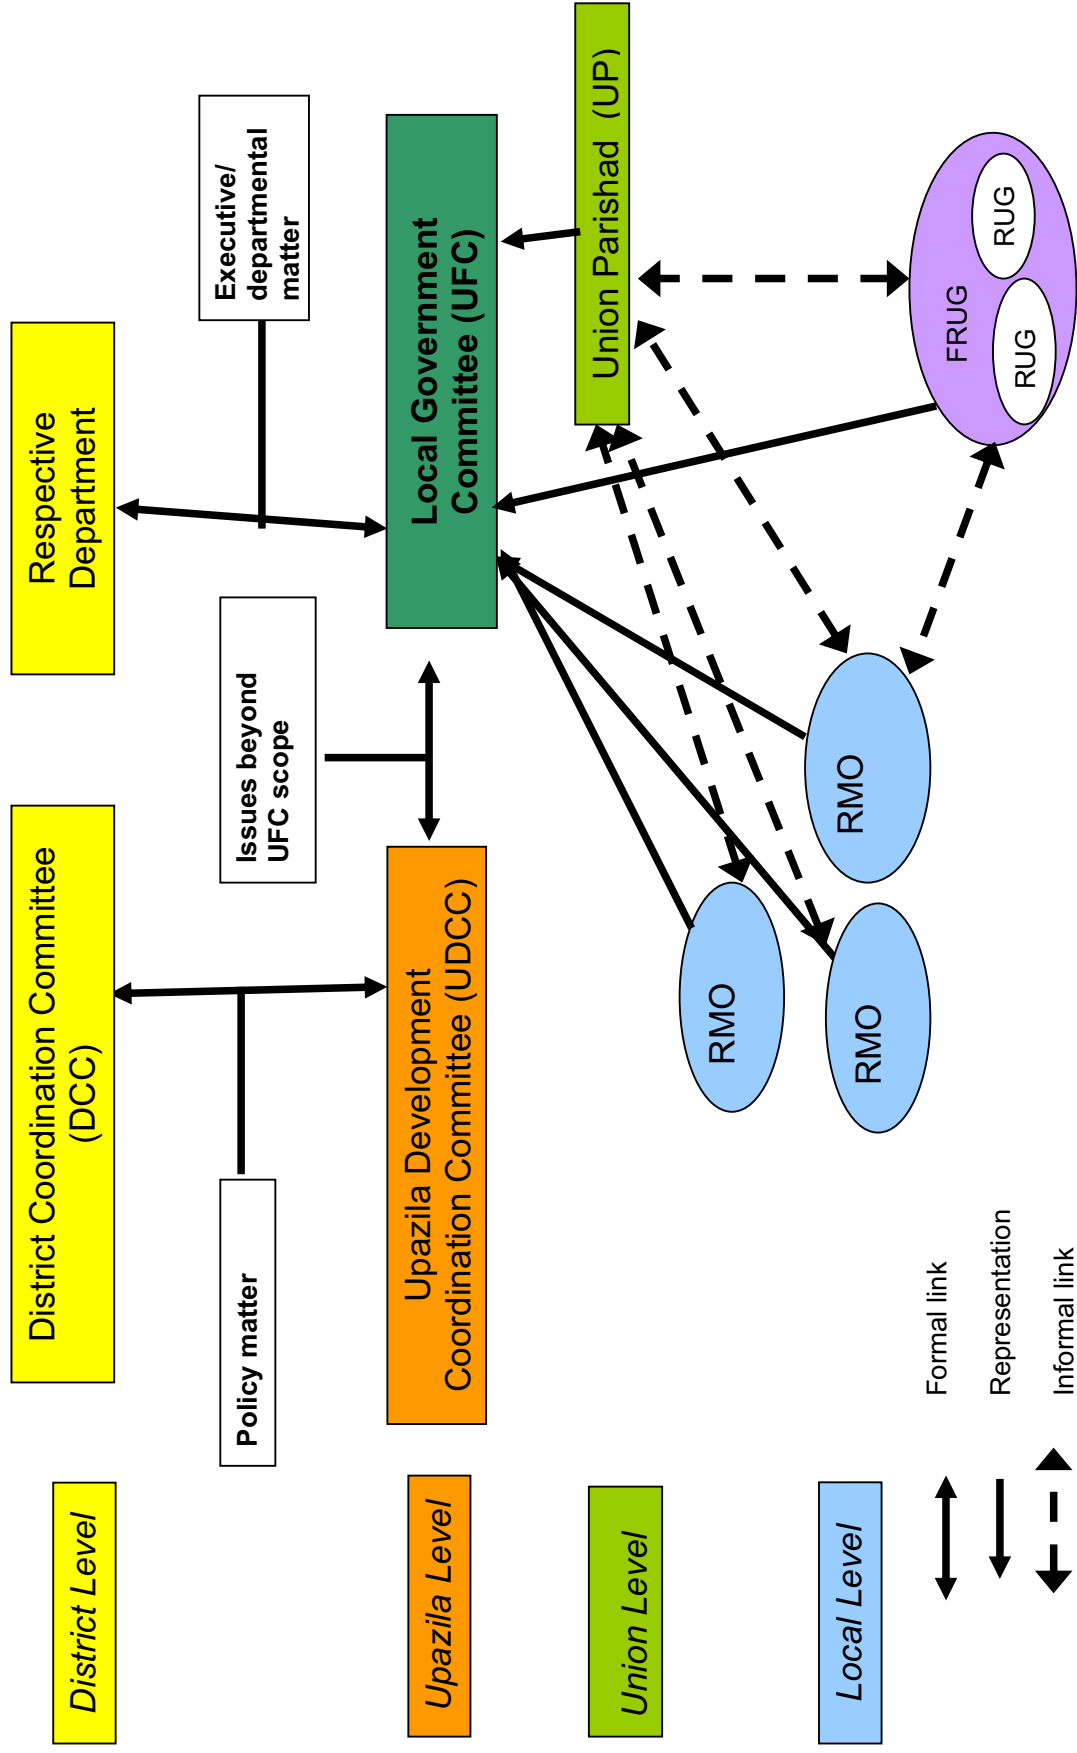 District Level
District Coordination Committee
(DCC)
Respective
Department
Policy matter
Issues beyond
UFC scope
Executive/
departmental
matter
Upazila Level
Upazila Development
Coordination Committee (UDCC)
Local Government
Committee (UFC)
Union Level
Union Parishad (UP)
Local Level
RMO
RMO
RMO
FRUG
RUG
RUG
Formal link
Representation
Informal link